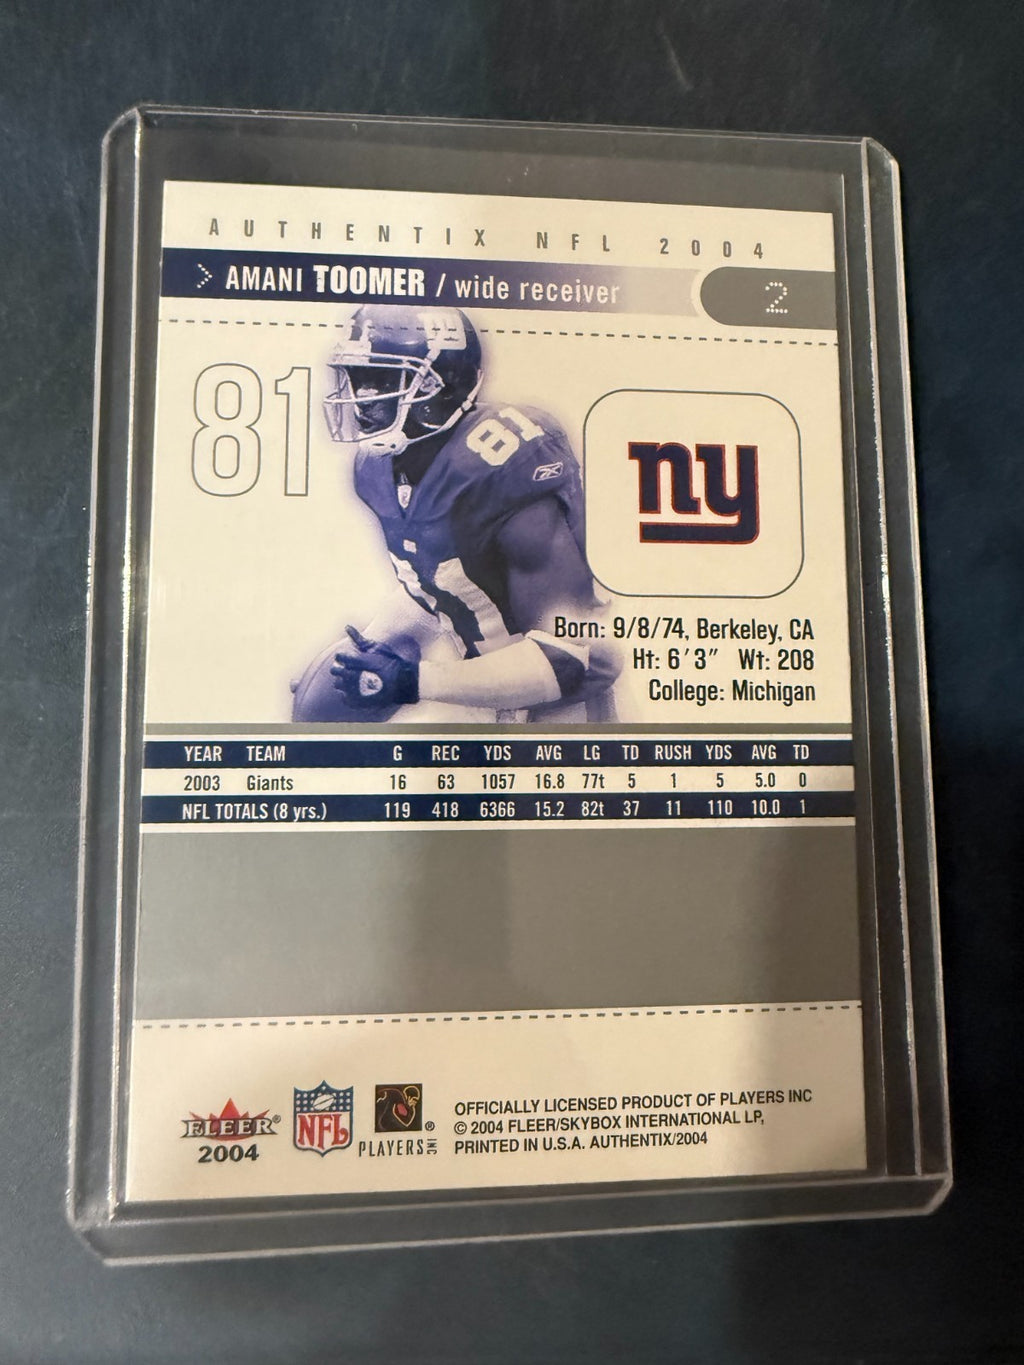 AUTHENTIX NFL 2004
AMANI TOOMER / wide receiver
2
81
81
ny
Born: 9/8/74, Berkeley, CA
Ht: 6'3" Wt: 208
College: Michigan
YEAR TEAM G REC YDS AVG LG TD RUSH YDS AVG TD
2003 Giants 16 63 1057 16.8 77t 5 1 5 5.0 0
NFL TOTALS (8 yrs.) 119 418 6366 15.2 82t 37 11 110 10.0 1
FLEER®
2004
NFL
PLAYERS INC ®
OFFICIALLY LICENSED PRODUCT OF PLAYERS INC
© 2004 FLEER/SKYBOX INTERNATIONAL LP,
PRINTED IN U.S.A. AUTHENTIX/2004